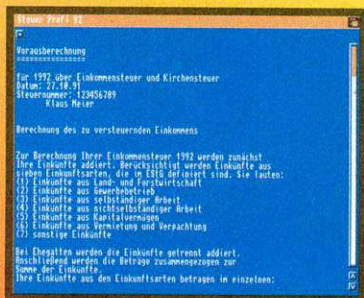 Steuer Profi 92
Vorausberechnung
================
für 1992 über Einkommensteuer und Kirchensteuer
Datum: 27.10.91
Steuernummer: 123456789
Klaus Meier
Berechnung des zu versteuernden Einkommens
Zur Berechnung Ihrer Einkommensteuer 1992 werden zunächst
Ihre Einkünfte addiert. Berücksichtigt werden Einkünfte aus
sieben Einkunftsarten, die im EStG definiert sind. Sie lauten:
(1) Einkünfte aus Land- und Forstwirtschaft
(2) Einkünfte aus Gewerbebetrieb
(3) Einkünfte aus selbständiger Arbeit
(4) Einkünfte aus nichtselbständiger Arbeit
(5) Einkünfte aus Kapitalvermögen
(6) Einkünfte aus Vermietung und Verpachtung
(7) sonstige Einkünfte
Bei Ehegatten werden die Einkünfte getrennt addiert.
Anschließend werden die Beträge zusammengezogen zur
Summe der Einkünfte.
Ihre Einkünfte aus den Einkunftsarten betragen im einzelnen: